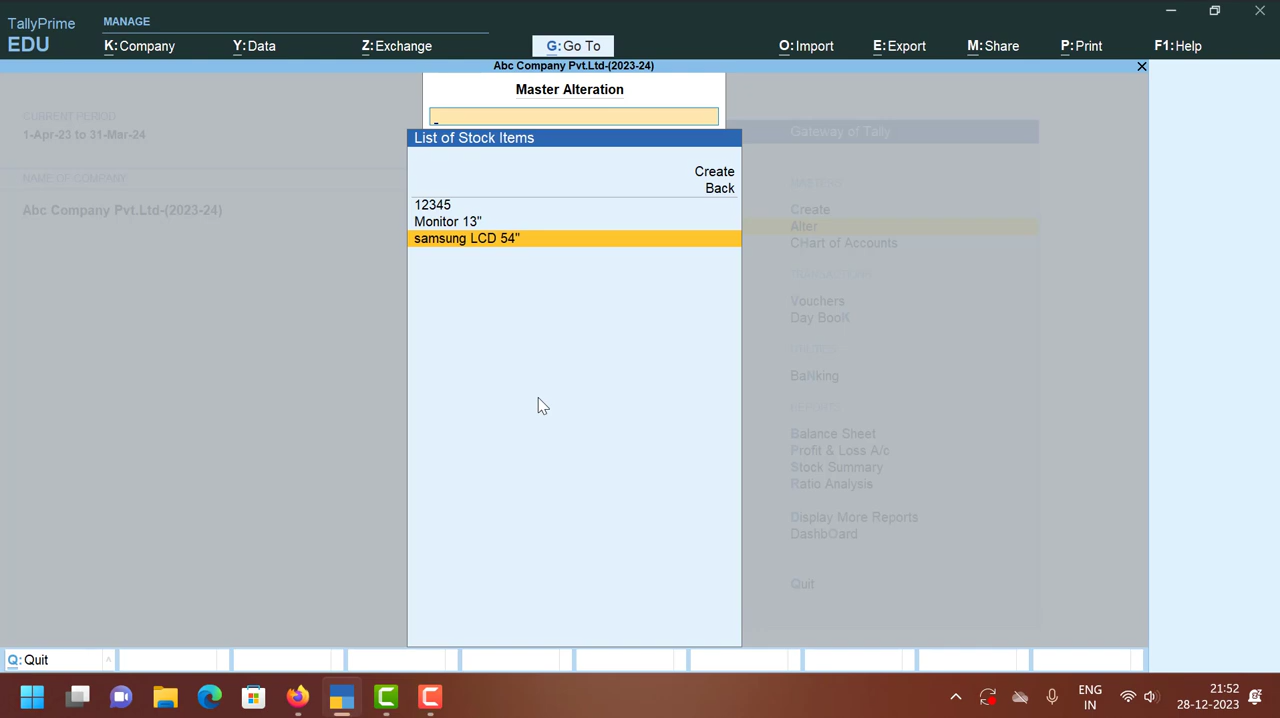 TallyPrime
EDU
MANAGE
K:Company
Y:Data
Z:Exchange
G:Go To
O:Import
E:Export
M:Share
P:Print
F1:Help
Abc Company Pvt.Ltd-(2023-24)
CURRENT PERIOD
1-Apr-23 to 31-Mar-24
NAME OF COMPANY
Abc Company Pvt.Ltd-(2023-24)
Master Alteration
List of Stock Items
Create
Back
12345
Monitor 13"
samsung LCD 54"
Gateway of Tally
MASTERS
Create
Alter
CHart of Accounts
TRANSACTIONS
Vouchers
Day BooK
UTILITIES
BaNking
REPORTS
Balance Sheet
Profit & Loss A/c
Stock Summary
Ratio Analysis
Display More Reports
DashbOard
Quit
Q: Quit
ENG
IN
21:52
28-12-2023